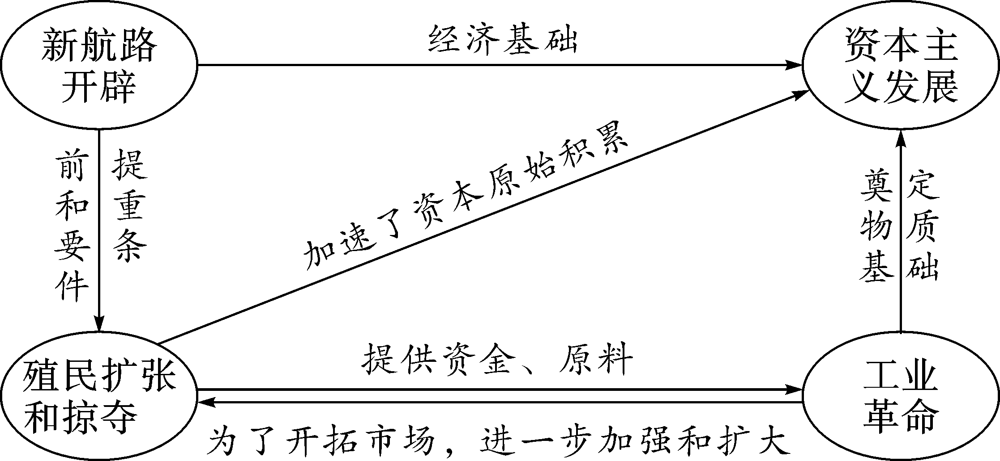 新航路
开辟
经济基础
资本主
义发展
前提
和重
要条
件
加速了资本原始积累
奠定
物质
基础
殖民扩张
和掠夺
提供资金、原料
为了开拓市场，进一步加强和扩大
工业
革命